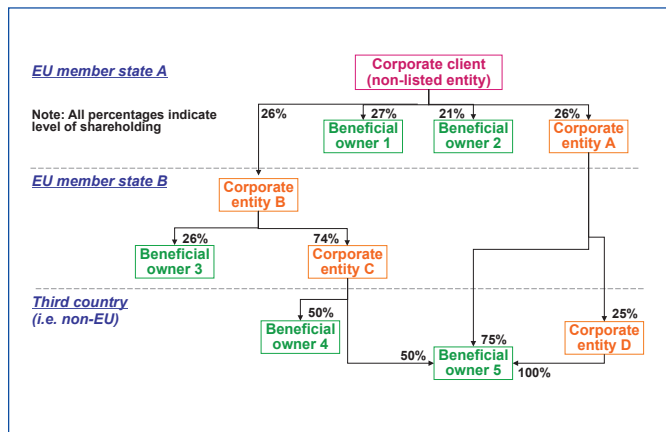 EU member state A
Corporate client
(non-listed entity)
Note: All percentages indicate
level of shareholding
26%
27%
21%
26%
Beneficial
owner 1
Beneficial
owner 2
Corporate
entity A
EU member state B
Corporate
entity B
26%
74%
Beneficial
owner 3
Corporate
entity C
Third country
(i.e. non-EU)
50%
25%
Beneficial
owner 4
75%
Corporate
entity D
50%
Beneficial
owner 5
100%